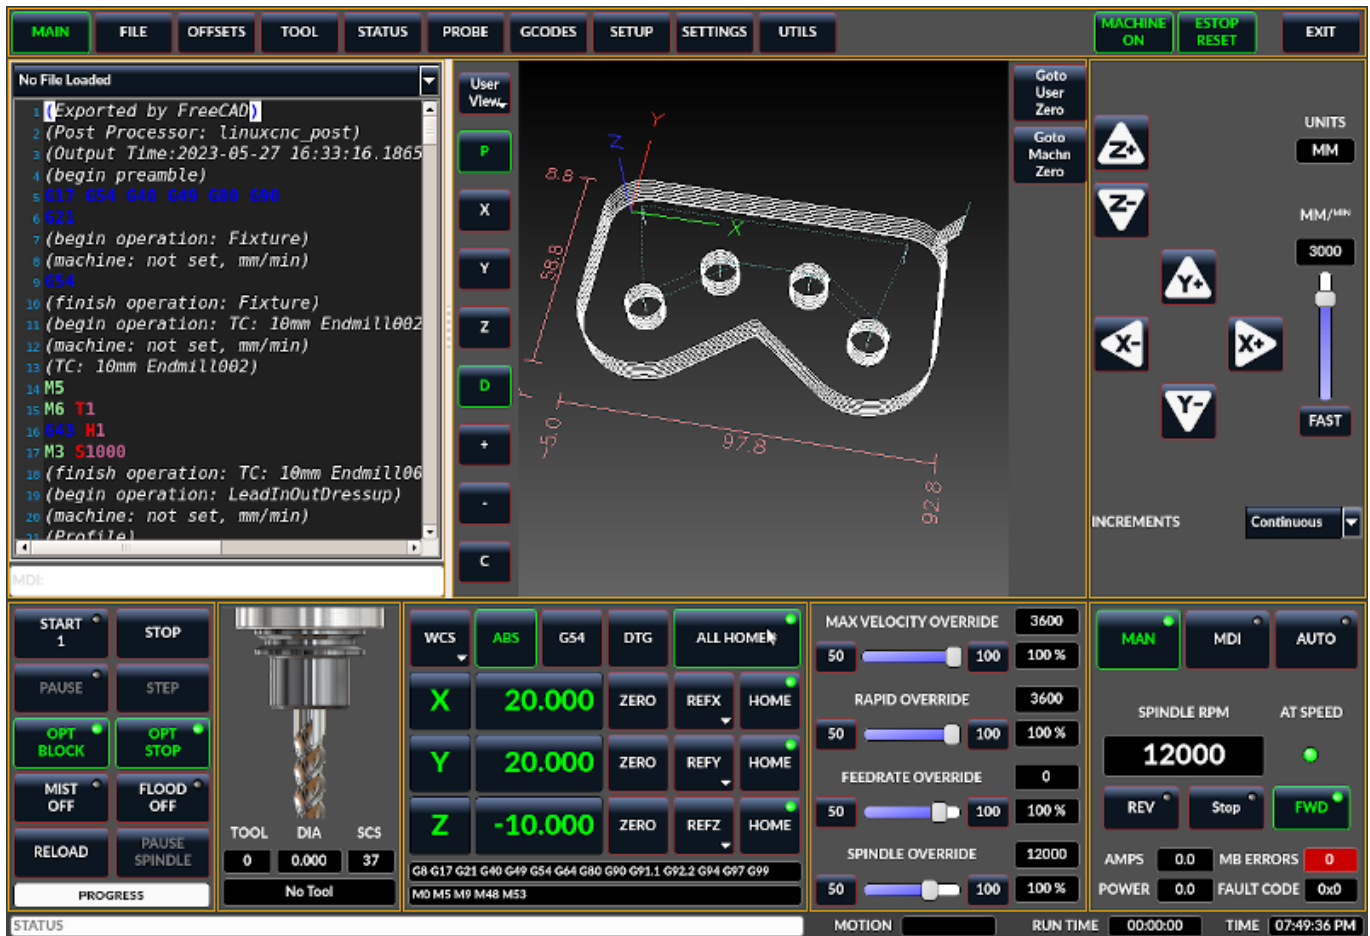 MAIN FILE OFFSETS TOOL STATUS PROBE GCODES SETUP SETTINGS UTILS MACHINE ON ESTOP RESET EXIT
No File Loaded
1 (Exported by FreeCAD)
2 (Post Processor: linuxcnc_post)
3 (Output Time:2023-05-27 16:33:16.1865
4 (begin preamble)
5 G17 G54 G40 G49 G80 G90
6 G21
7 (begin operation: Fixture)
8 (machine: not set, mm/min)
9 G54
10 (finish operation: Fixture)
11 (begin operation: TC: 10mm Endmill002
12 (machine: not set, mm/min)
13 (TC: 10mm Endmill002)
14 M5
15 M6 T1
16 G43 H1
17 M3 S1000
18 (finish operation: TC: 10mm Endmill00
19 (begin operation: LeadInOutDressup)
20 (machine: not set, mm/min)
21 (Profile)
MDI:
User View
P
X
Y
Z
D
+
-
C
Z
Y
X
8.8
58.8
-5.0
97.8
92.8
Goto User Zero
Goto Machn Zero
Z+
Z-
Y+
X-
X+
Y-
UNITS
MM
MM/MIN
3000
FAST
INCREMENTS Continuous
START 1 STOP
PAUSE STEP
OPT BLOCK OPT STOP
MIST OFF FLOOD OFF
RELOAD PAUSE SPINDLE
PROGRESS
TOOL DIA SCS
0 0.000 37
No Tool
WCS ABS G54 DTG ALL HOME
X 20.000 ZERO REFX HOME
Y 20.000 ZERO REFY HOME
Z -10.000 ZERO REFZ HOME
G8 G17 G21 G40 G49 G54 G64 G80 G90 G91.1 G92.2 G94 G97 G99
M0 M5 M9 M48 M53
MAX VELOCITY OVERRIDE 3600
50 100 100 %
RAPID OVERRIDE 3600
50 100 100 %
FEEDRATE OVERRIDE 0
50 100 100 %
SPINDLE OVERRIDE 12000
50 100 100 %
MAN MDI AUTO
SPINDLE RPM AT SPEED
12000
REV Stop FWD
AMPS 0.0 MB ERRORS 0
POWER 0.0 FAULT CODE 0x0
STATUS
MOTION RUN TIME 00:00:00 TIME 07:49:36 PM